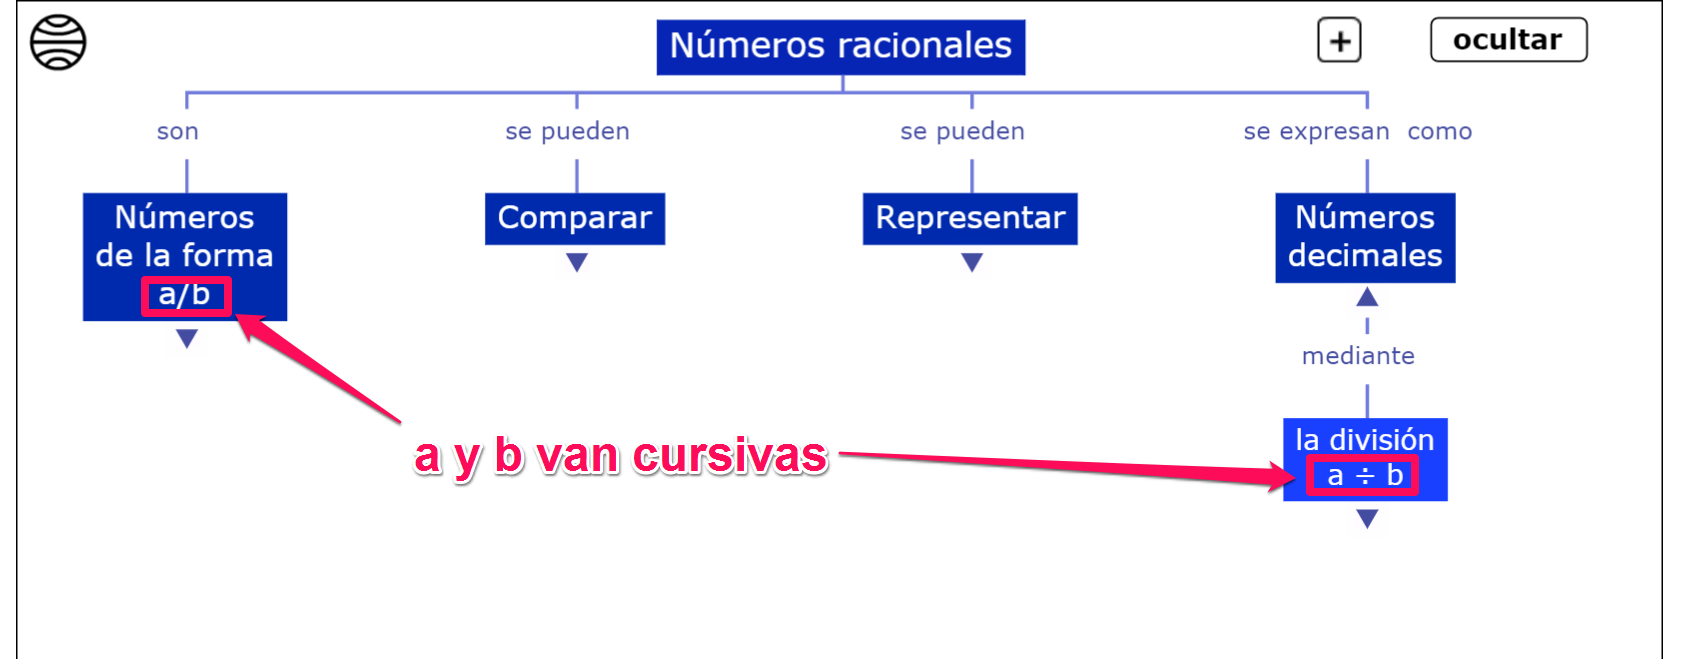 Números racionales
+
ocultar
son
se pueden
se pueden
se expresan como
Números
de la forma
a/b
Comparar
Representar
Números
decimales
mediante
a y b van cursivas
la división
a ÷ b